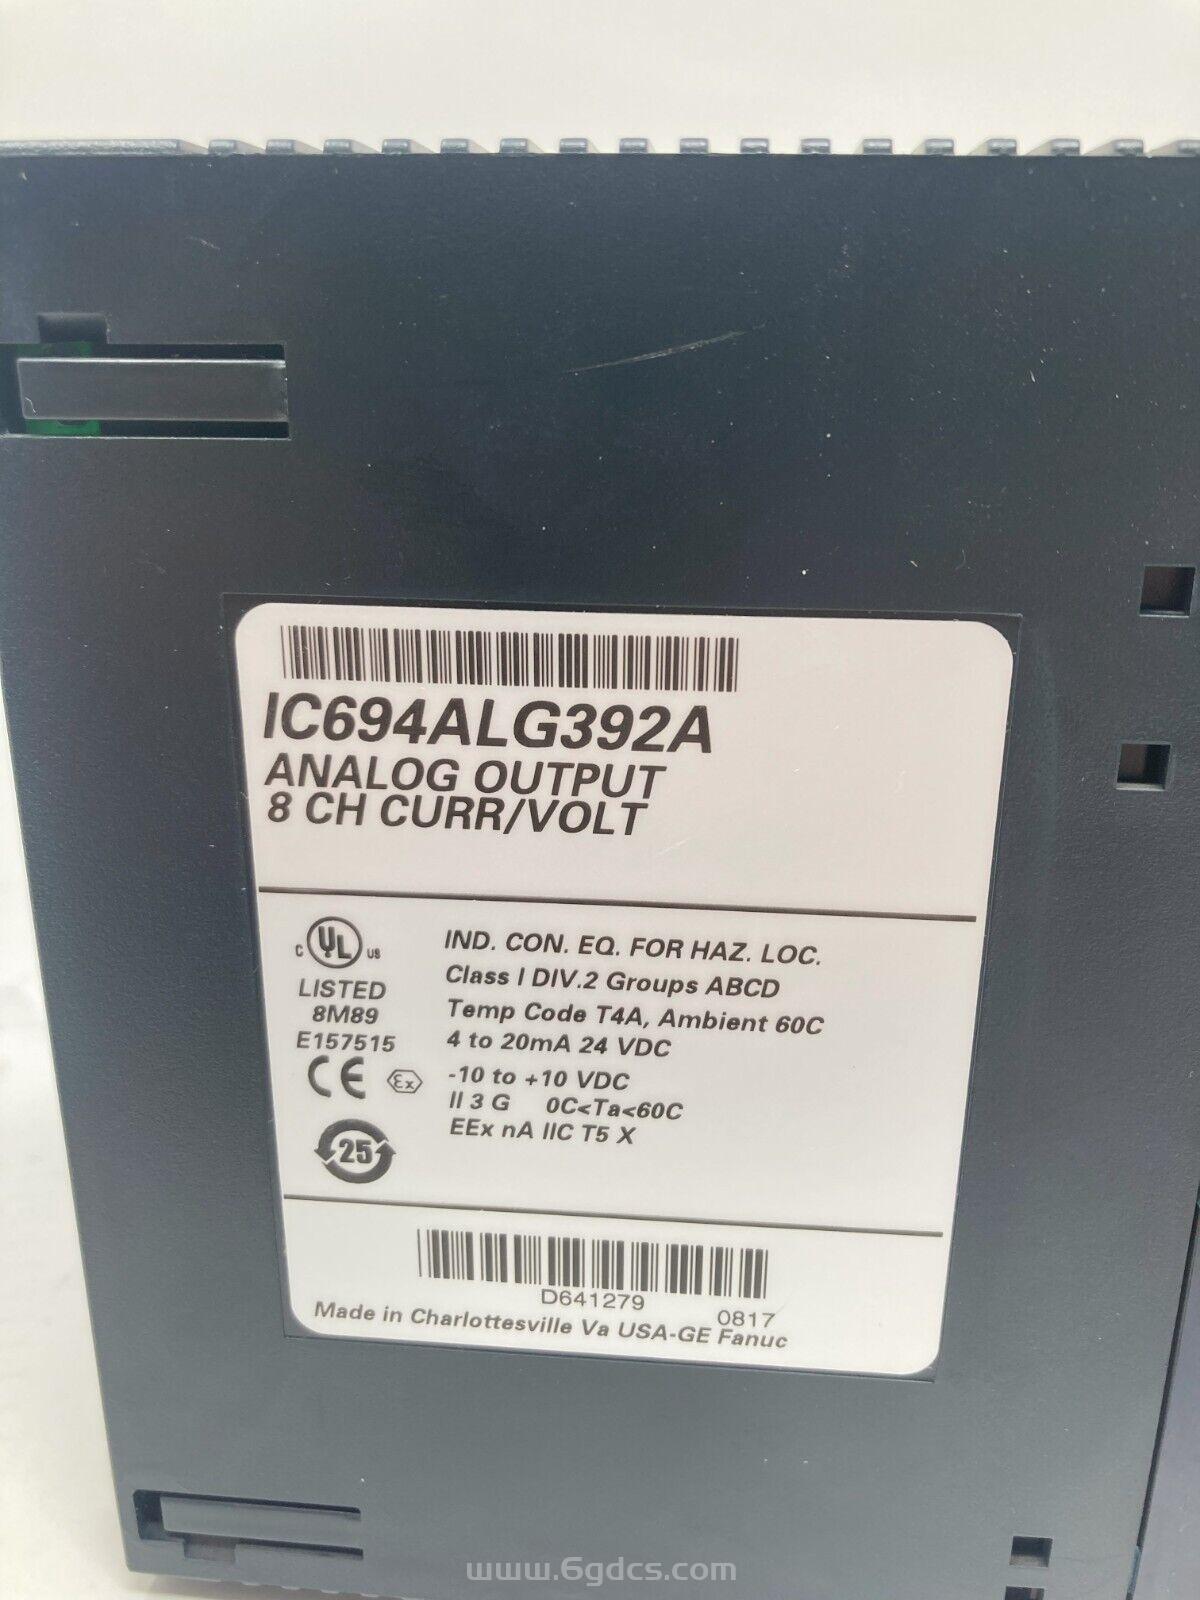 IC694ALG392A
ANALOG OUTPUT
8 CH CURR/VOLT
C UL US
LISTED
8M89
E157515
CE Ex
25
IND. CON. EQ. FOR HAZ. LOC.
Class I DIV.2 Groups ABCD
Temp Code T4A, Ambient 60C
4 to 20mA 24 VDC
-10 to +10 VDC
II 3 G 0C<Ta<60C
EEx nA IIC T5 X
D641279 0817
Made in Charlottesville Va USA-GE Fanuc
www.6gdcs.com